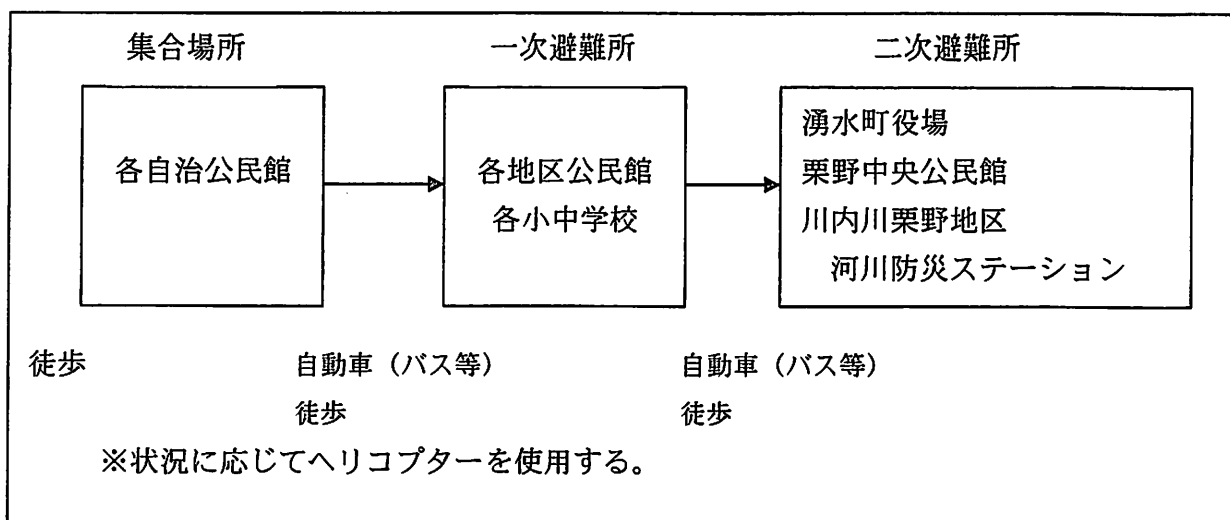 集合場所
一次避難所
二次避難所
各自治公民館
各地区公民館
各小中学校
湧水町役場
栗野中央公民館
川内川栗野地区
河川防災ステーション
徒歩
自動車（バス等）
徒歩
自動車（バス等）
徒歩
※状況に応じてヘリコプターを使用する。